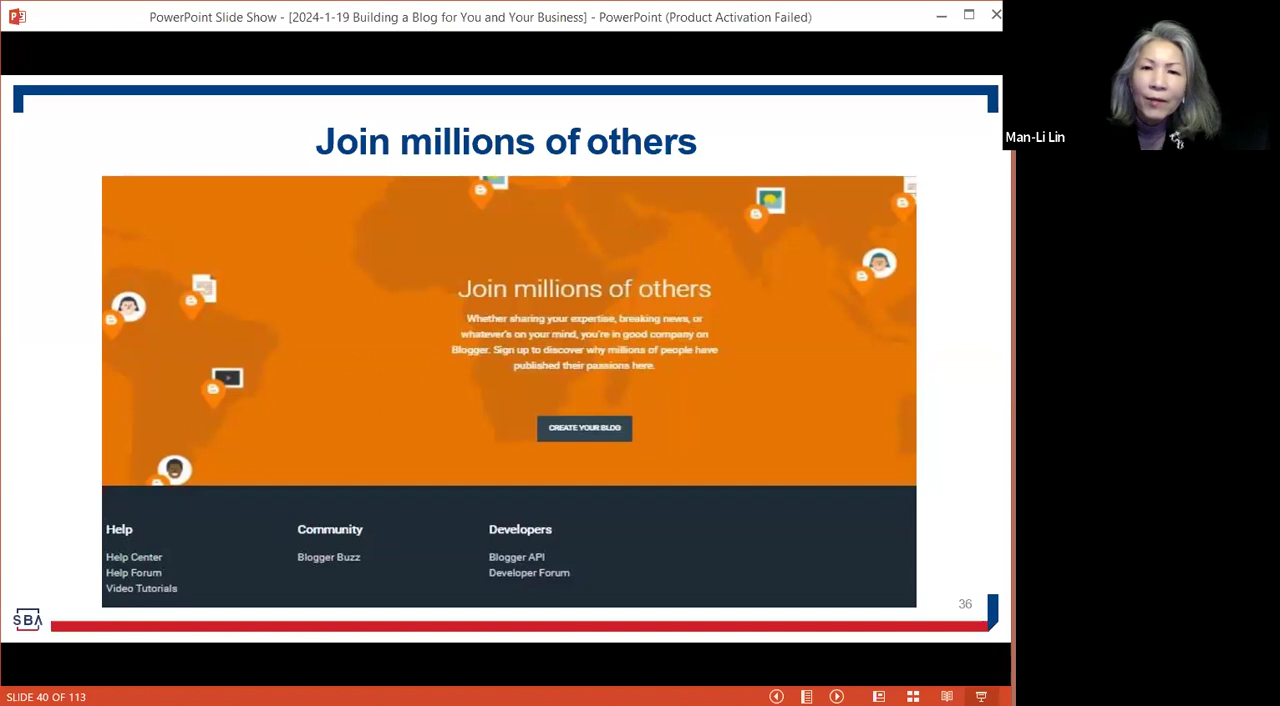 PowerPoint Slide Show - [2024-1-19 Building a Blog for You and Your Business] - PowerPoint (Product Activation Failed)
Man-Li Lin
Join millions of others
Join millions of others
Whether sharing your expertise, breaking news, or
whatever's on your mind, you're in good company on
Blogger. Sign up to discover why millions of people have
published their passions here.
CREATE YOUR BLOG
Help
Help Center
Help Forum
Video Tutorials
Community
Blogger Buzz
Developers
Blogger API
Developer Forum
36
SBA
SLIDE 40 OF 113